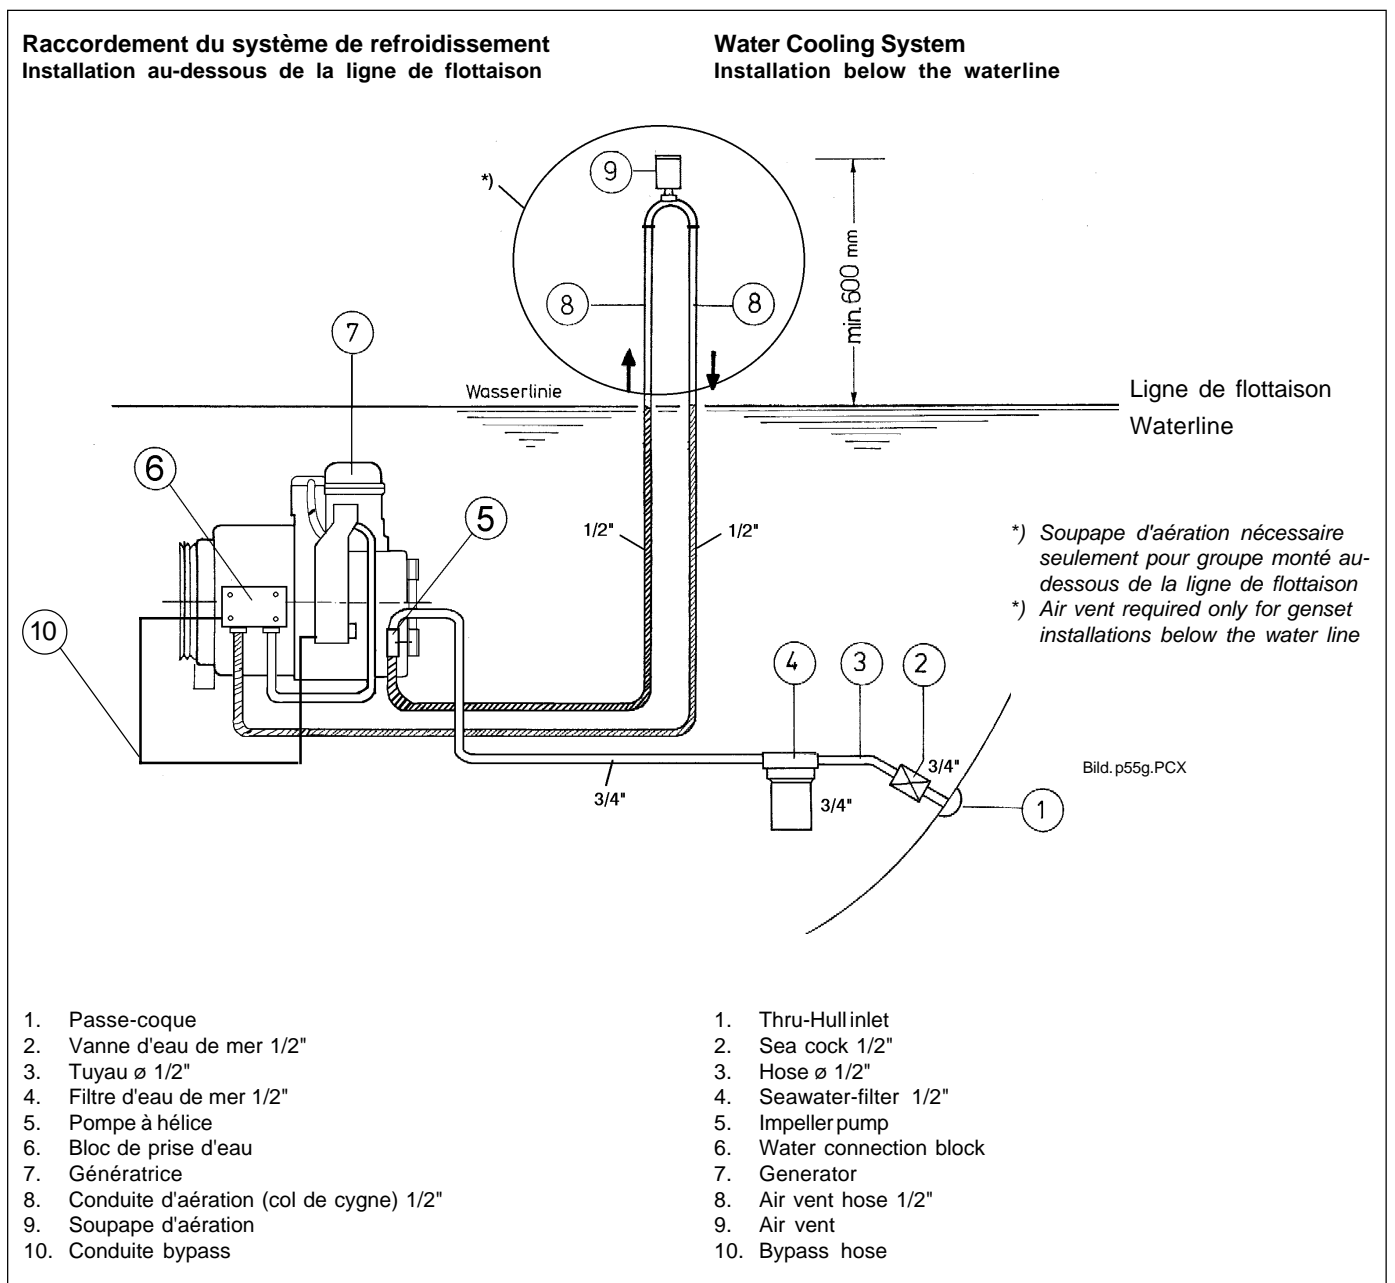 Raccordement du système de refroidissement
Installation au-dessous de la ligne de flottaison
Water Cooling System
Installation below the waterline
9
*)
min. 600 mm
8
8
7
Wasserlinie
Ligne de flottaison
Waterline
6
5
1/2"
1/2"
*) Soupape d'aération nécessaire
seulement pour groupe monté au-
dessous de la ligne de flottaison
*) Air vent required only for genset
installations below the water line
10
4
3
2
3/4"
Bild.p55g.PCX
3/4"
3/4"
1
1. Passe-coque
2. Vanne d'eau de mer 1/2"
3. Tuyau ø 1/2"
4. Filtre d'eau de mer 1/2"
5. Pompe à hélice
6. Bloc de prise d'eau
7. Génératrice
8. Conduite d'aération (col de cygne) 1/2"
9. Soupape d'aération
10. Conduite bypass
1. Thru-Hull inlet
2. Sea cock 1/2"
3. Hose ø 1/2"
4. Seawater-filter 1/2"
5. Impeller pump
6. Water connection block
7. Generator
8. Air vent hose 1/2"
9. Air vent
10. Bypass hose